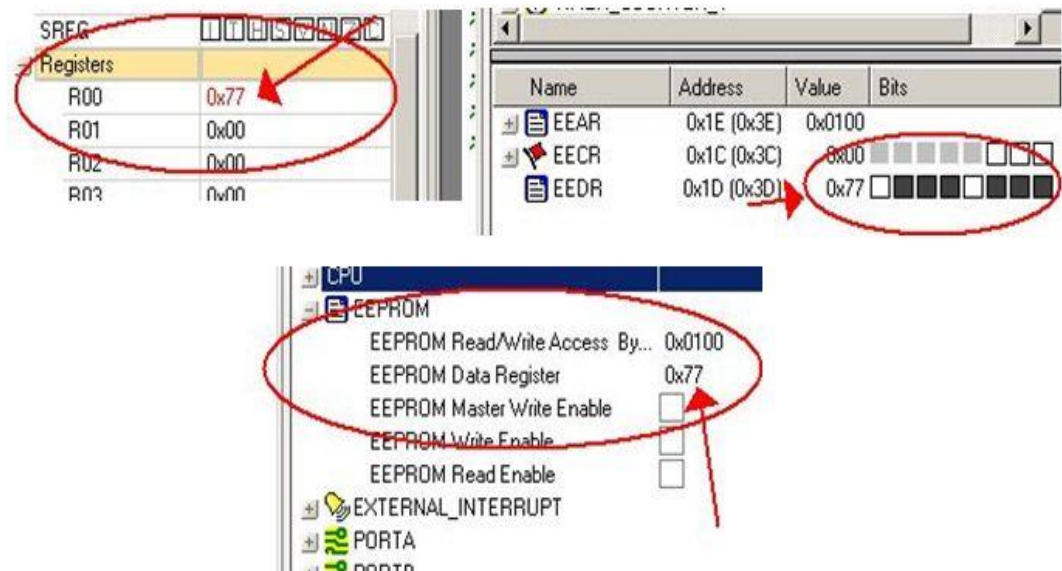 SREG I T H S V N Z C
Registers
R00 0x77
R01 0x00
R02 0x00
R03 0x00
Name Address Value Bits
EEAR 0x1E (0x3E) 0x0100
EECR 0x1C (0x3C) 0x00
EEDR 0x1D (0x3D) 0x77
CPU
EEPROM
EEPROM Read/Write Access By... 0x0100
EEPROM Data Register 0x77
EEPROM Master Write Enable
EEPROM Write Enable
EEPROM Read Enable
EXTERNAL_INTERRUPT
PORTA
PORTB